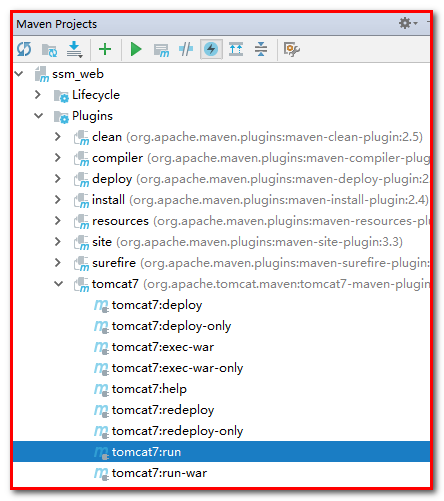 Maven Projects
ssm_web
Lifecycle
Plugins
clean (org.apache.maven.plugins:maven-clean-plugin:2.5)
compiler (org.apache.maven.plugins:maven-compiler-plug
deploy (org.apache.maven.plugins:maven-deploy-plugin:2
install (org.apache.maven.plugins:maven-install-plugin:2.4)
resources (org.apache.maven.plugins:maven-resources-pl
site (org.apache.maven.plugins:maven-site-plugin:3.3)
surefire (org.apache.maven.plugins:maven-surefire-plugin
tomcat7 (org.apache.tomcat.maven:tomcat7-maven-plugin
tomcat7:deploy
tomcat7:deploy-only
tomcat7:exec-war
tomcat7:exec-war-only
tomcat7:help
tomcat7:redeploy
tomcat7:redeploy-only
tomcat7:run
tomcat7:run-war